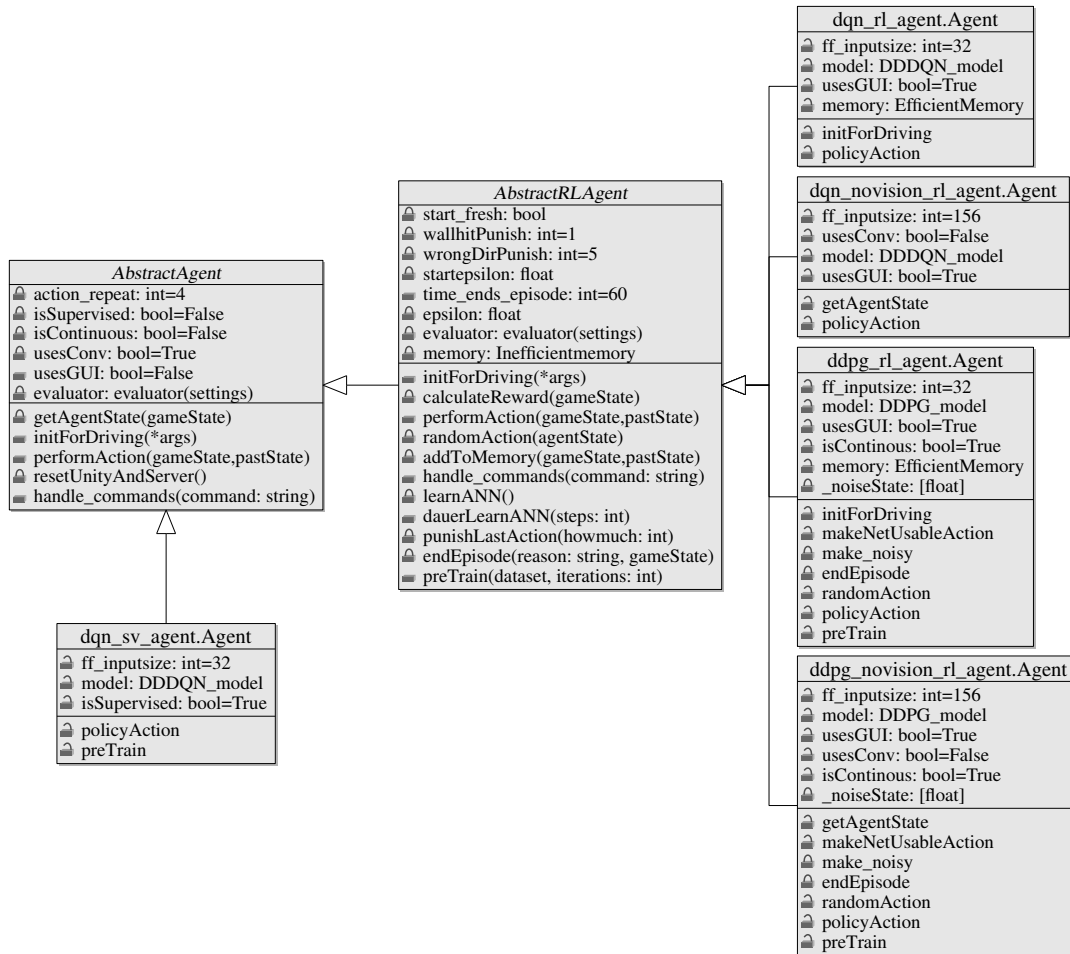 AbstractAgent
action_repeat: int=4
isSupervised: bool=False
isContinuous: bool=False
usesConv: bool=True
usesGUI: bool=False
evaluator: evaluator(settings)
getAgentState(gameState)
initForDriving(*args)
performAction(gameState,pastState)
resetUnityAndServer()
handle_commands(command: string)
dqn_sv_agent.Agent
ff_inputsize: int=32
model: DDDQN_model
isSupervised: bool=True
policyAction
preTrain
AbstractRLAgent
start_fresh: bool
wallhitPunish: int=1
wrongDirPunish: int=5
startepsilon: float
time_ends_episode: int=60
epsilon: float
evaluator: evaluator(settings)
memory: Inefficientmemory
initForDriving(*args)
calculateReward(gameState)
performAction(gameState,pastState)
randomAction(agentState)
addToMemory(gameState,pastState)
handle_commands(command: string)
learnANN()
dauerLearnANN(steps: int)
punishLastAction(howmuch: int)
endEpisode(reason: string, gameState)
preTrain(dataset, iterations: int)
dqn_rl_agent.Agent
ff_inputsize: int=32
model: DDDQN_model
usesGUI: bool=True
memory: EfficientMemory
initForDriving
policyAction
dqn_novision_rl_agent.Agent
ff_inputsize: int=156
usesConv: bool=False
model: DDDQN_model
usesGUI: bool=True
getAgentState
policyAction
ddpg_rl_agent.Agent
ff_inputsize: int=32
model: DDPG_model
usesGUI: bool=True
isContinous: bool=True
memory: EfficientMemory
_noiseState: [float]
initForDriving
makeNetUsableAction
make_noisy
endEpisode
randomAction
policyAction
preTrain
ddpg_novision_rl_agent.Agent
ff_inputsize: int=156
model: DDPG_model
usesGUI: bool=True
usesConv: bool=False
isContinous: bool=True
_noiseState: [float]
getAgentState
makeNetUsableAction
make_noisy
endEpisode
randomAction
policyAction
preTrain